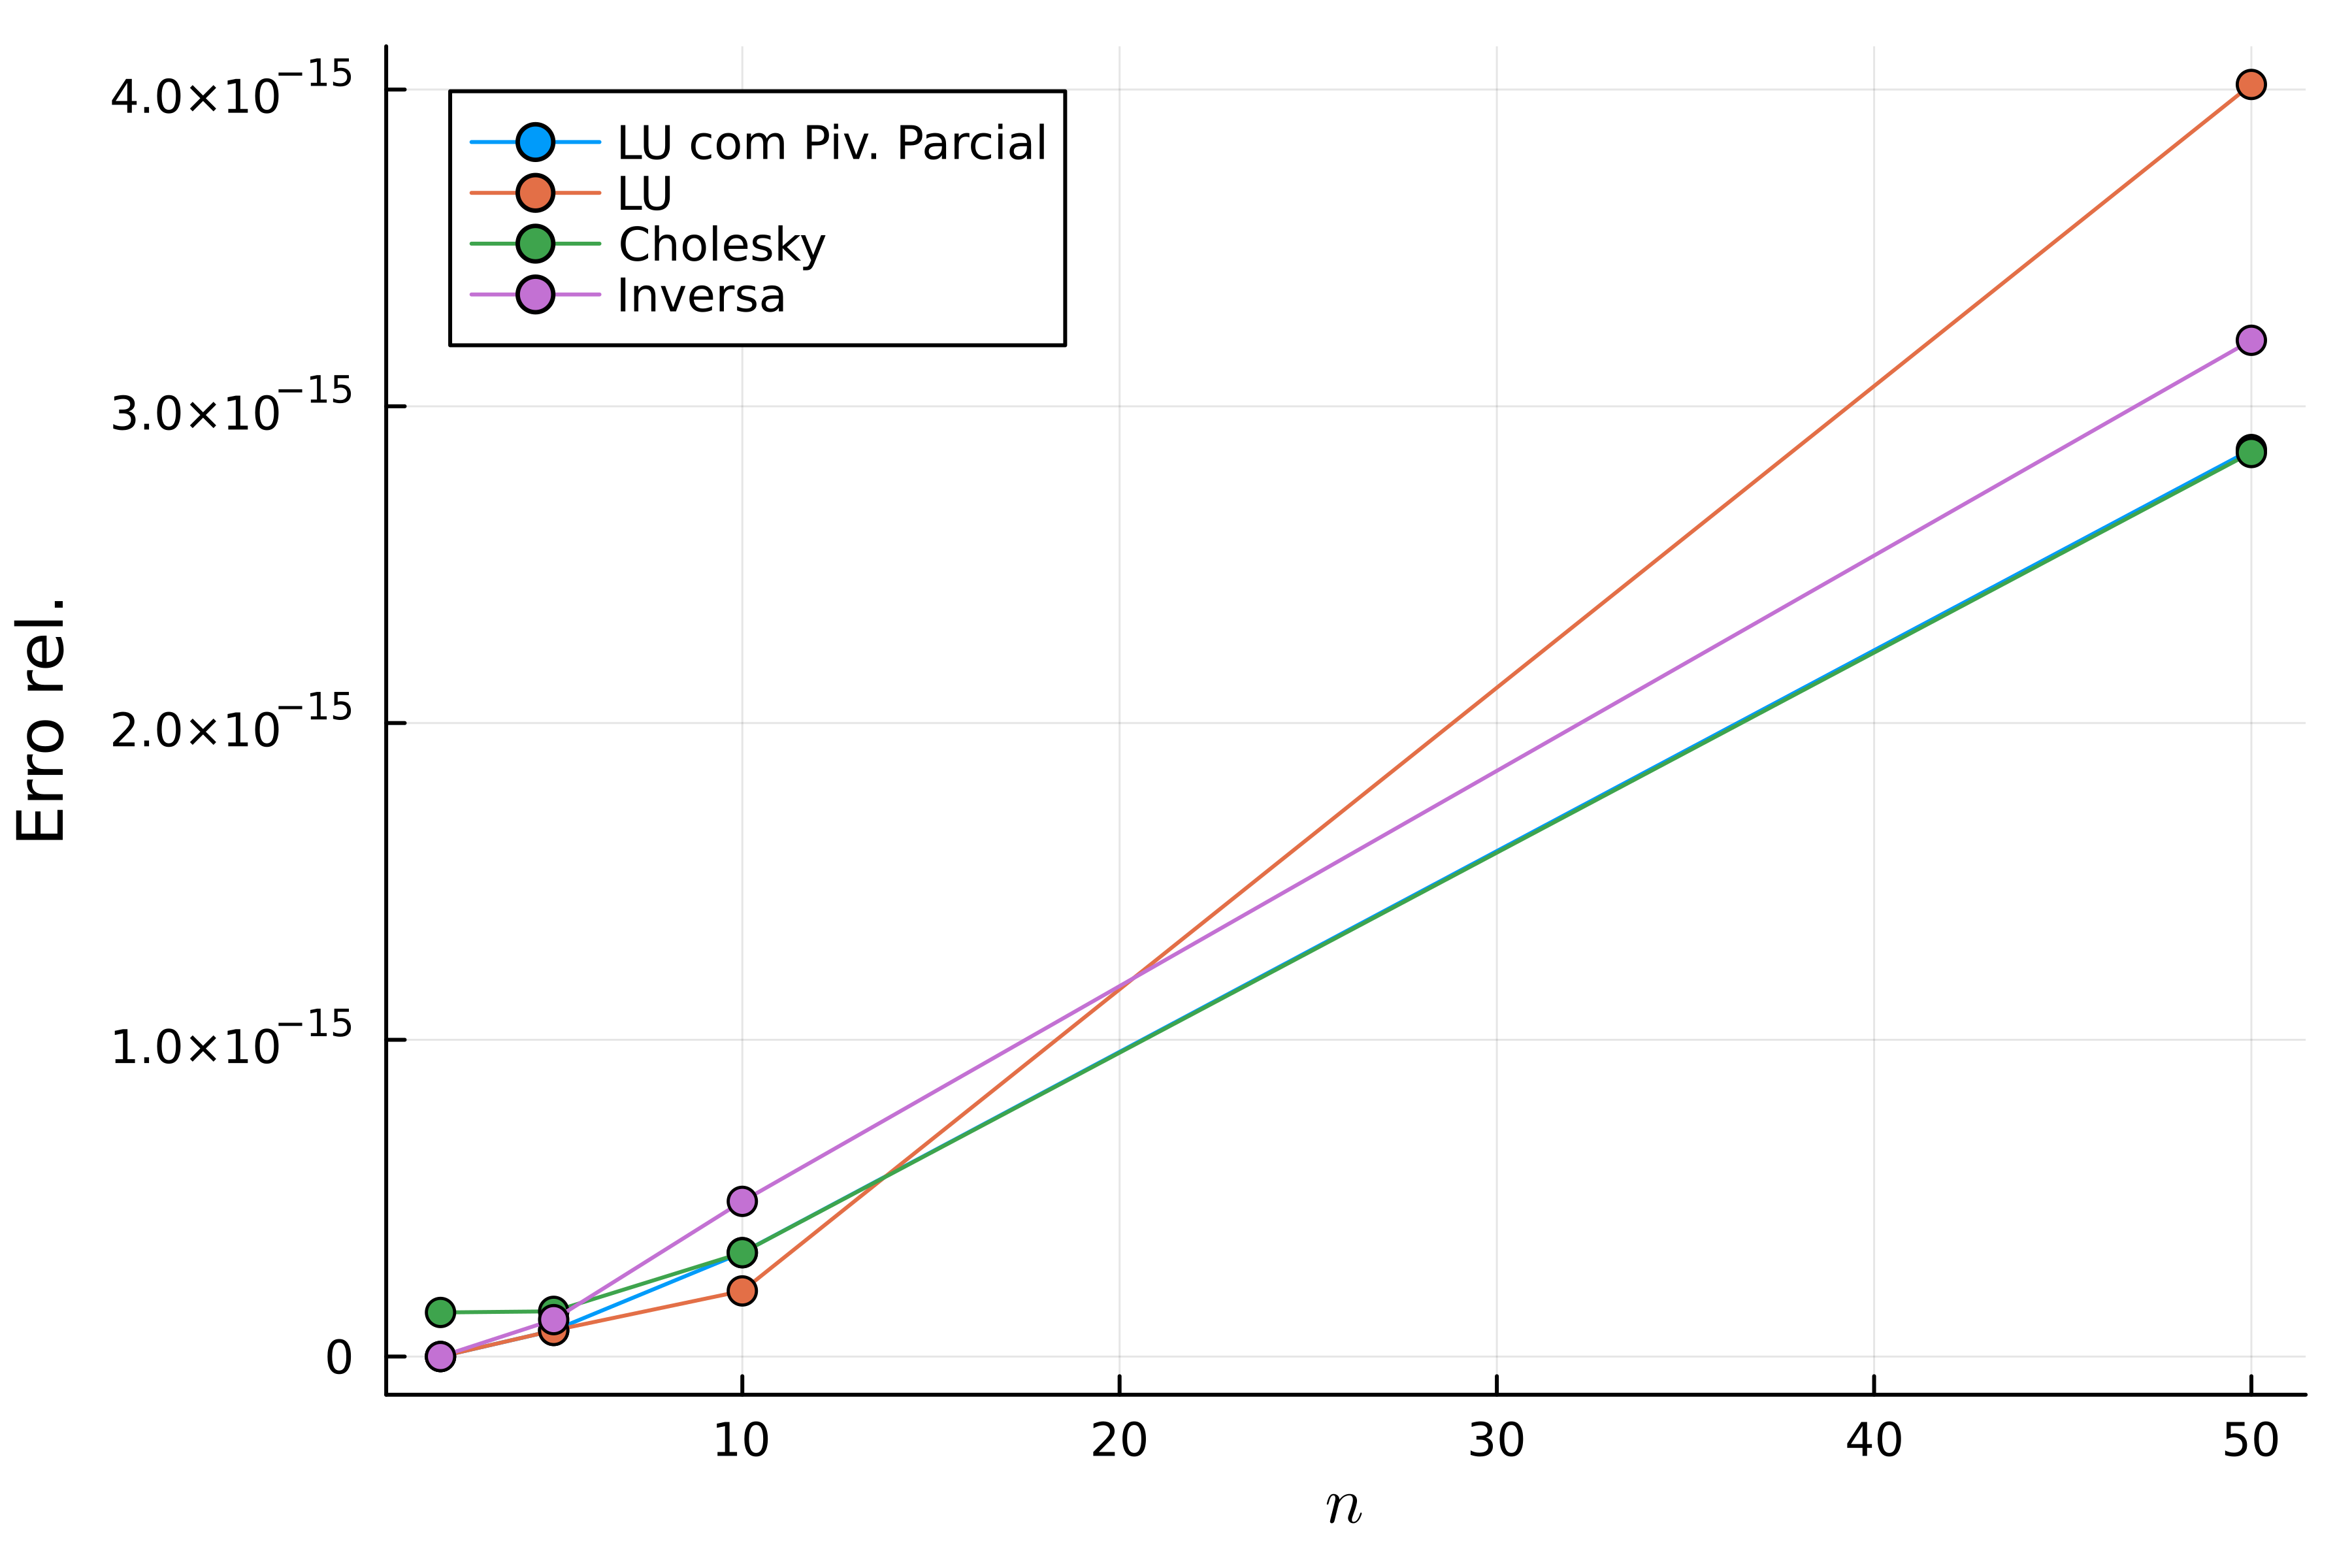 4.0×10−15
LU com Piv. Parcial
LU
Cholesky
Inversa
3.0×10−15
2.0×10−15
1.0×10−15
0
Erro rel.
10 20 30 40 50
n